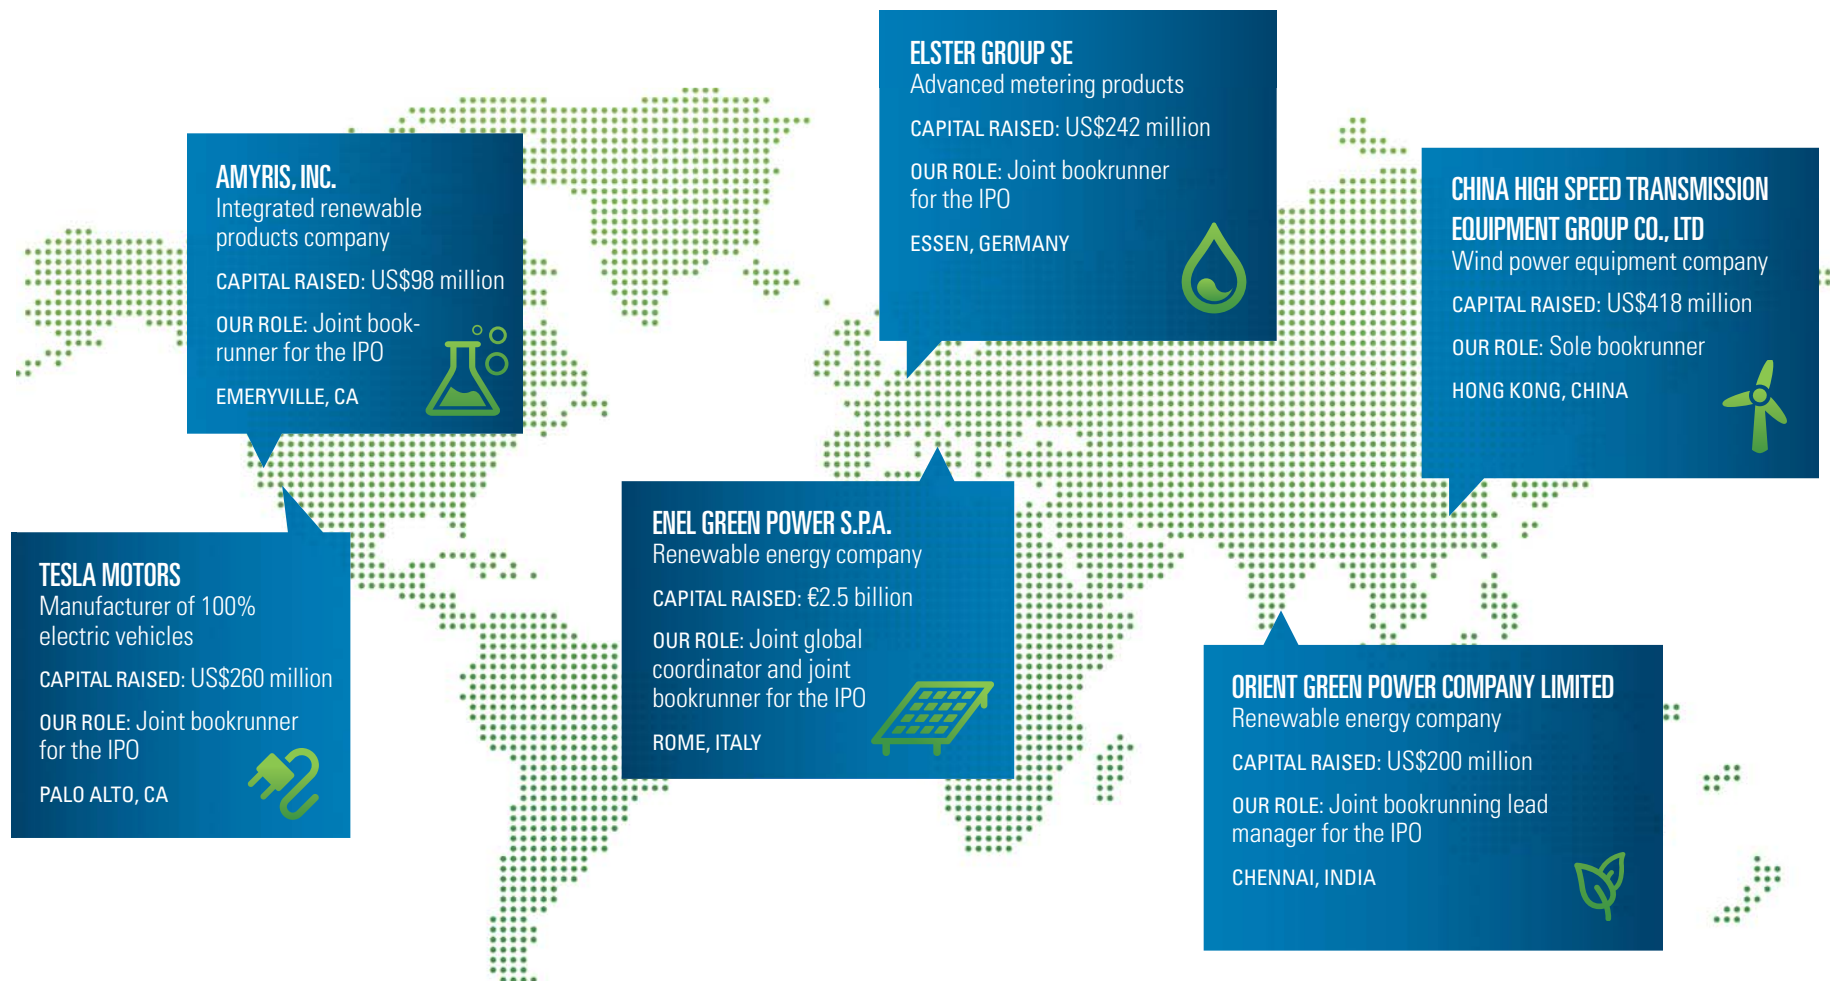 ELSTER GROUP SE
Advanced metering products
CAPITAL RAISED: US$242 million
OUR ROLE: Joint bookrunner
for the IPO
ESSEN, GERMANY
AMYRIS, INC.
Integrated renewable
products company
CAPITAL RAISED: US$98 million
OUR ROLE: Joint book-
runner for the IPO
EMERYVILLE, CA
CHINA HIGH SPEED TRANSMISSION
EQUIPMENT GROUP CO., LTD
Wind power equipment company
CAPITAL RAISED: US$418 million
OUR ROLE: Sole bookrunner
HONG KONG, CHINA
TESLA MOTORS
Manufacturer of 100%
electric vehicles
CAPITAL RAISED: US$260 million
OUR ROLE: Joint bookrunner
for the IPO
PALO ALTO, CA
ENEL GREEN POWER S.P.A.
Renewable energy company
CAPITAL RAISED: €2.5 billion
OUR ROLE: Joint global
coordinator and joint
bookrunner for the IPO
ROME, ITALY
ORIENT GREEN POWER COMPANY LIMITED
Renewable energy company
CAPITAL RAISED: US$200 million
OUR ROLE: Joint bookrunning lead
manager for the IPO
CHENNAI, INDIA